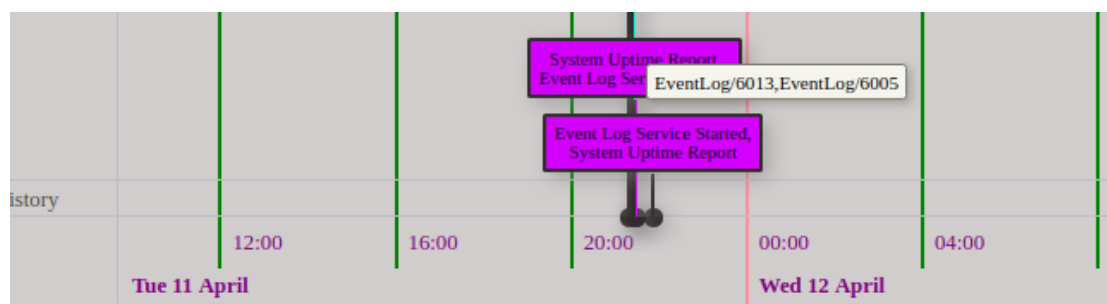 System Uptime Report
Event Log Ser
EventLog/6013,EventLog/6005
Event Log Service Started,
System Uptime Report
istory
12:00
16:00
20:00
00:00
04:00
Tue 11 April
Wed 12 April